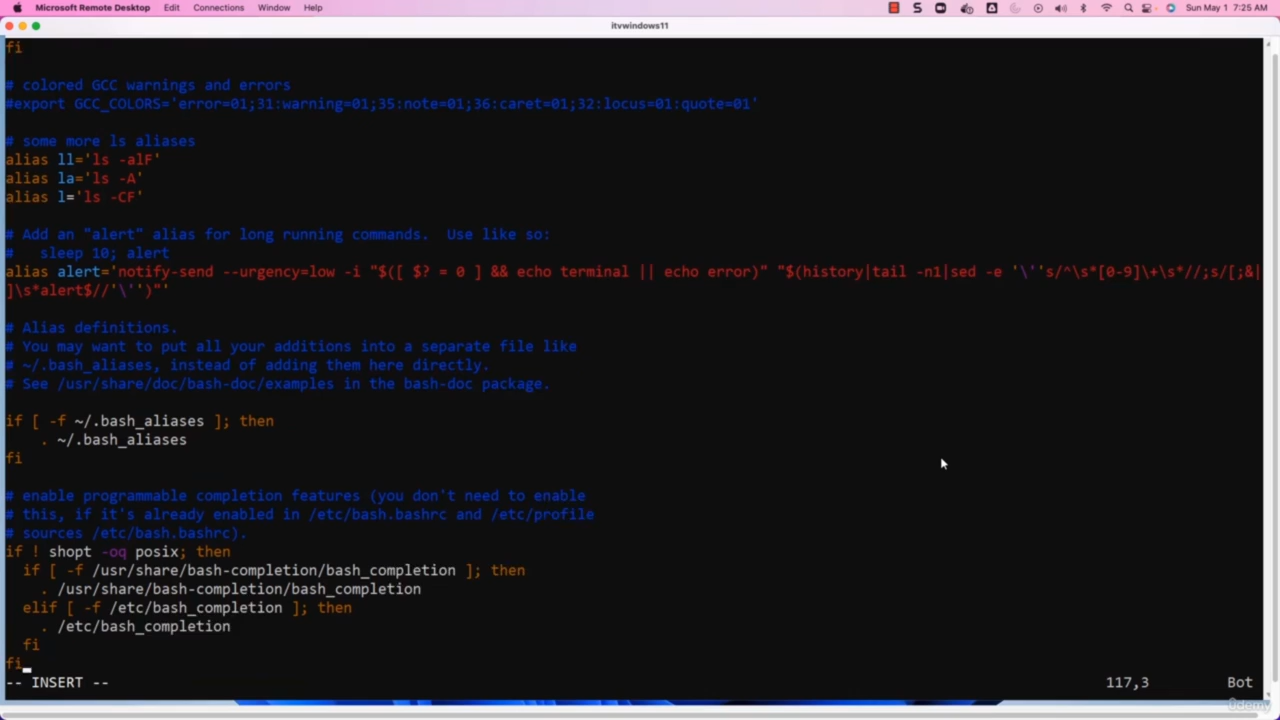 Microsoft Remote Desktop Edit Connections Window Help Sun May 1 7:25 AM
itvwindows11
fi
# colored GCC warnings and errors
#export GCC_COLORS='error=01;31:warning=01;35:note=01;36:caret=01;32:locus=01:quote=01'
# some more ls aliases
alias ll='ls -alF'
alias la='ls -A'
alias l='ls -CF'
# Add an "alert" alias for long running commands.  Use like so:
#   sleep 10; alert
alias alert='notify-send --urgency=low -i "$([ $? = 0 ] && echo terminal || echo error)" "$(history|tail -n1|sed -e '\''s/^\s*[0-9]\+\s*//;s/[;&|
]\s*alert$//'\'')"'
# Alias definitions.
# You may want to put all your additions into a separate file like
# ~/.bash_aliases, instead of adding them here directly.
# See /usr/share/doc/bash-doc/examples in the bash-doc package.
if [ -f ~/.bash_aliases ]; then
    . ~/.bash_aliases
fi
# enable programmable completion features (you don't need to enable
# this, if it's already enabled in /etc/bash.bashrc and /etc/profile
# sources /etc/bash.bashrc).
if ! shopt -oq posix; then
  if [ -f /usr/share/bash-completion/bash_completion ]; then
    . /usr/share/bash-completion/bash_completion
  elif [ -f /etc/bash_completion ]; then
    . /etc/bash_completion
  fi
fi
-- INSERT -- 117,3 Bot
ûdemy